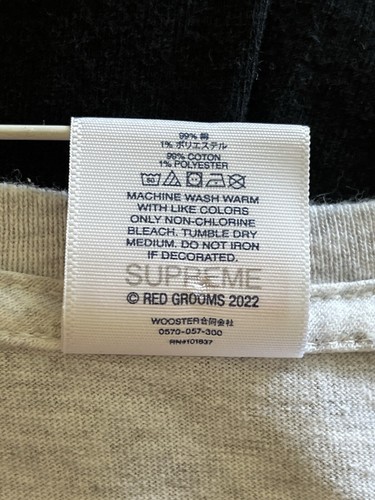 99% 綿
1% ポリエステル
99% COTON
1% POLYESTER
MACHINE WASH WARM
WITH LIKE COLORS
ONLY NON-CHLORINE
BLEACH. TUMBLE DRY
MEDIUM. DO NOT IRON
IF DECORATED.
SUPREME
© RED GROOMS 2022
WOOSTER合同会社
0570-057-300
RN#101837